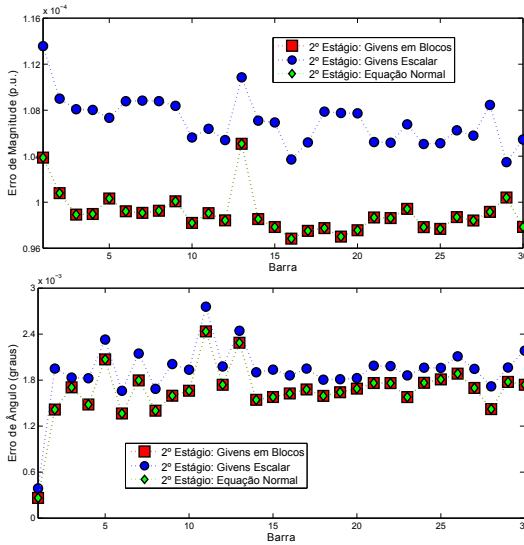 x 10⁻⁴
1.16
1.12
1.08
1.04
1
0.96
Erro de Magnitude (p.u.)
2º Estágio: Givens em Blocos
2º Estágio: Givens Escalar
2º Estágio: Equação Normal
5 10 15 20 25 30
Barra
x 10⁻³
3
2.4
1.8
1.2
0.6
0
Erro de Ângulo (graus)
2º Estágio: Givens em Blocos
2º Estágio: Givens Escalar
2º Estágio: Equação Normal
5 10 15 20 25 30
Barra